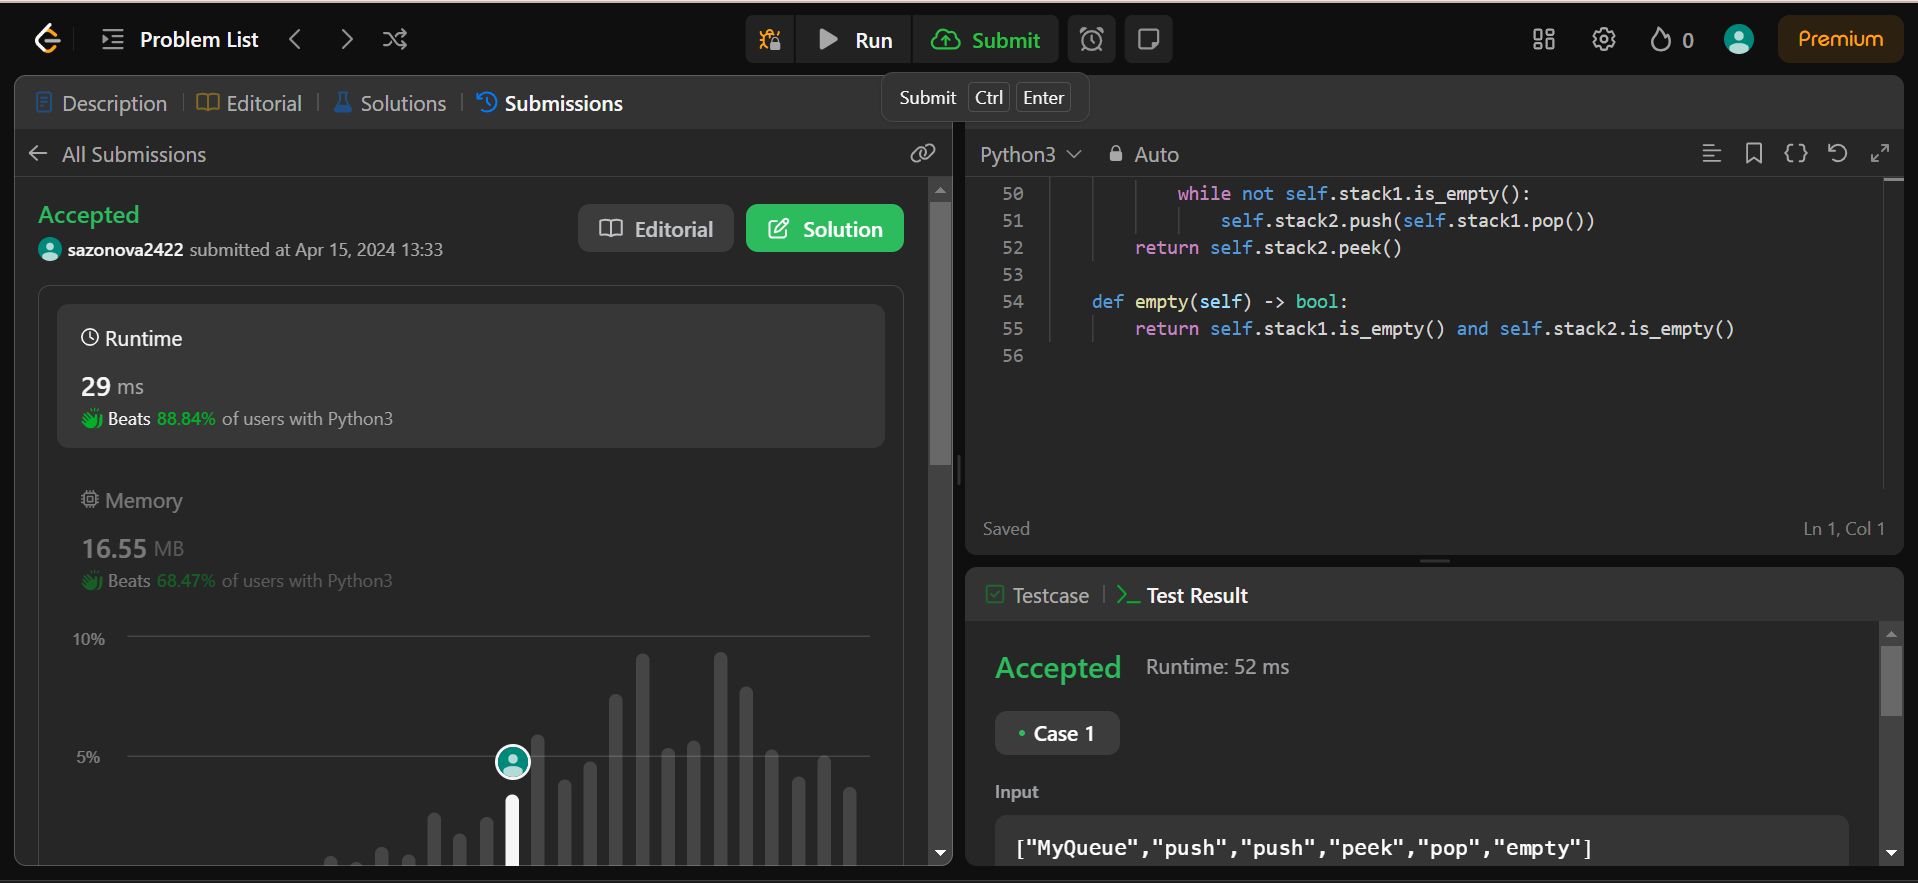 Problem List
Run
Submit
0
Premium
Description
Editorial
Solutions
Submissions
Submit Ctrl Enter
All Submissions
Accepted
sazonova2422 submitted at Apr 15, 2024 13:33
Editorial
Solution
Runtime
29 ms
Beats 88.84% of users with Python3
Memory
16.55 MB
Beats 68.47% of users with Python3
10%
5%
Python3
Auto
50 while not self.stack1.is_empty():
51 self.stack2.push(self.stack1.pop())
52 return self.stack2.peek()
53
54 def empty(self) -> bool:
55 return self.stack1.is_empty() and self.stack2.is_empty()
56
Saved
Ln 1, Col 1
Testcase
Test Result
Accepted Runtime: 52 ms
Case 1
Input
["MyQueue","push","push","peek","pop","empty"]